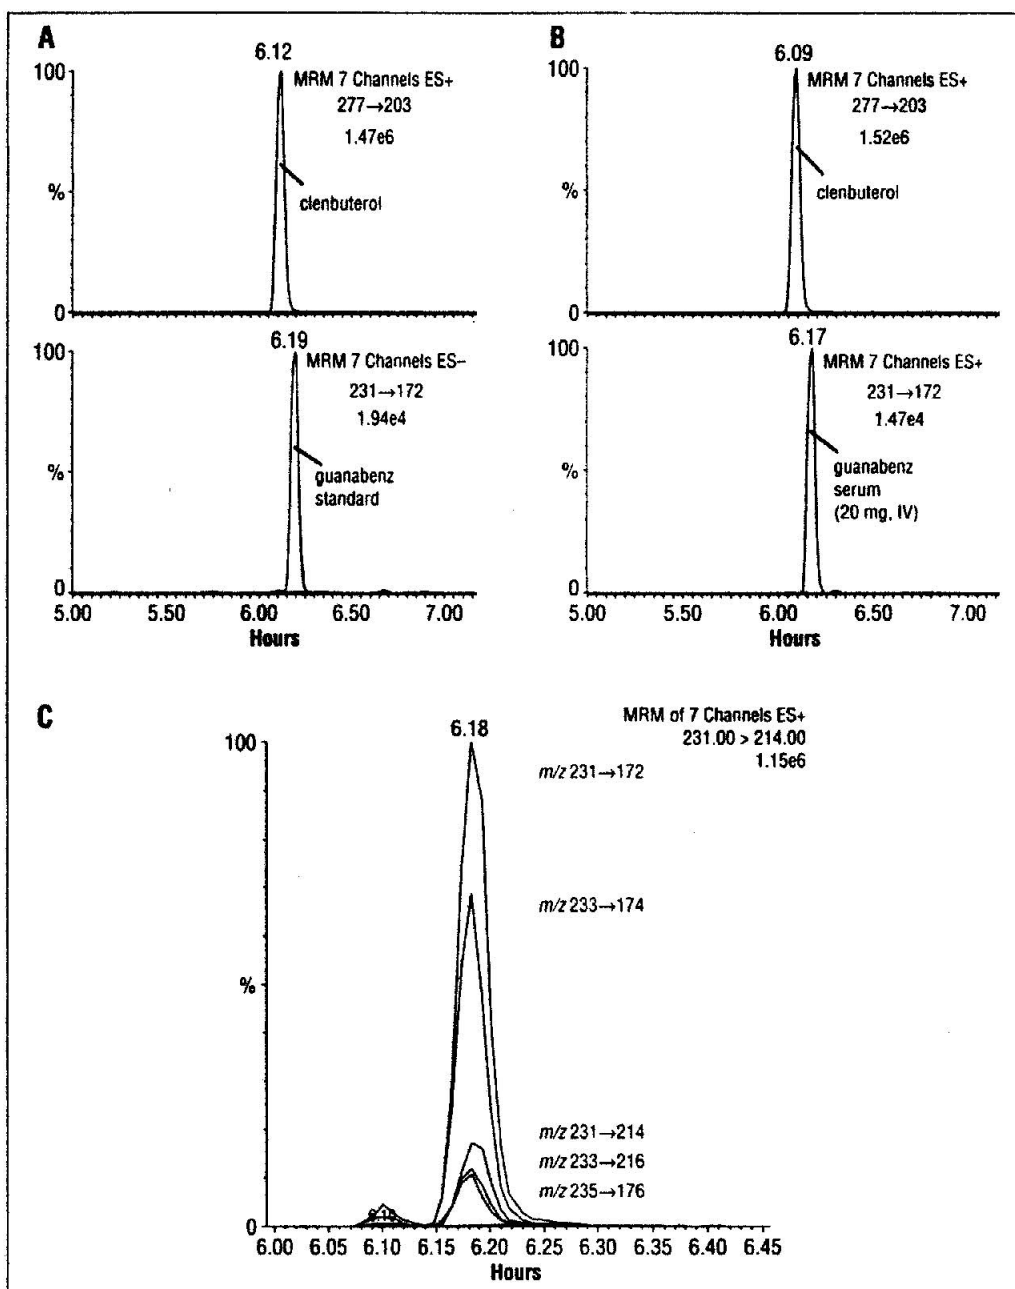 A
6.12
100
MRM 7 Channels ES+
277→203
1.47e6
%
clenbuterol
0
6.19
100
MRM 7 Channels ES–
231→172
1.94e4
%
guanabenz
standard
0
5.00 5.50 6.00 6.50 7.00
Hours
B
6.09
100
MRM 7 Channels ES+
277→203
1.52e6
%
clenbuterol
0
6.17
100
MRM 7 Channels ES+
231→172
1.47e4
%
guanabenz
serum
(20 mg, IV)
0
5.00 5.50 6.00 6.50 7.00
Hours
C
6.18
MRM of 7 Channels ES+
231.00 > 214.00
1.15e6
100
m/z 231→172
m/z 233→174
%
m/z 231→214
m/z 233→216
m/z 235→176
0
6.00 6.05 6.10 6.15 6.20 6.25 6.30 6.35 6.40 6.45
Hours